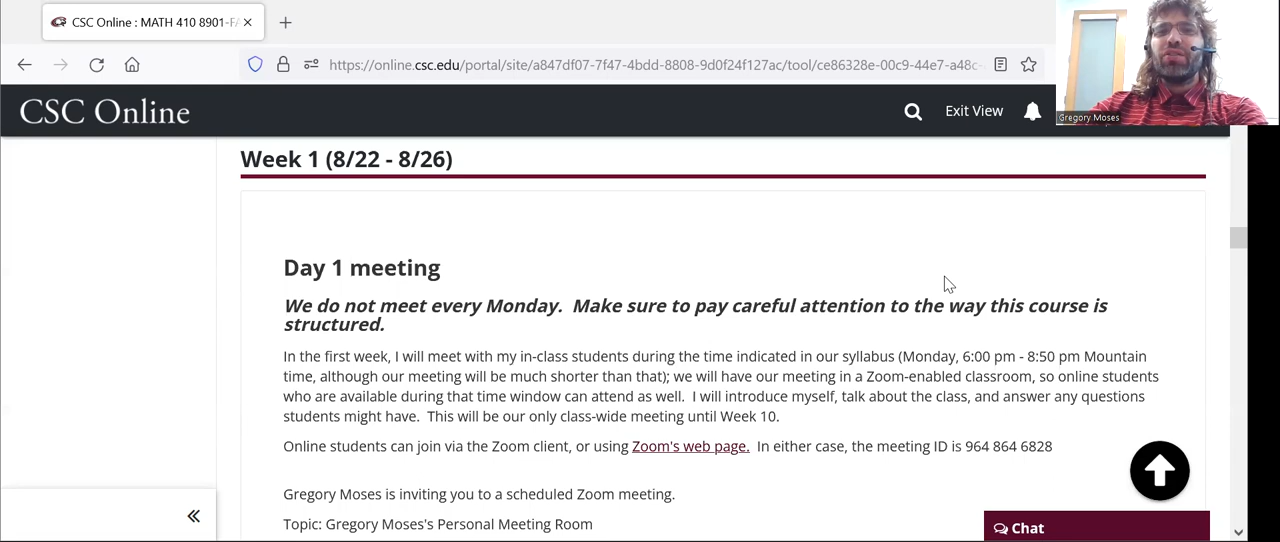 CSC Online : MATH 410 8901-FA
https://online.csc.edu/portal/site/a847df07-7f47-4bdd-8808-9d0f24f127ac/tool/ce86328e-00c9-44e7-a48c-
CSC Online
Exit View
Gregory Moses
Week 1 (8/22 - 8/26)
Day 1 meeting
We do not meet every Monday. Make sure to pay careful attention to the way this course is
structured.
In the first week, I will meet with my in-class students during the time indicated in our syllabus (Monday, 6:00 pm - 8:50 pm Mountain
time, although our meeting will be much shorter than that); we will have our meeting in a Zoom-enabled classroom, so online students
who are available during that time window can attend as well. I will introduce myself, talk about the class, and answer any questions
students might have. This will be our only class-wide meeting until Week 10.
Online students can join via the Zoom client, or using Zoom's web page. In either case, the meeting ID is 964 864 6828
Gregory Moses is inviting you to a scheduled Zoom meeting.
Topic: Gregory Moses's Personal Meeting Room
Chat